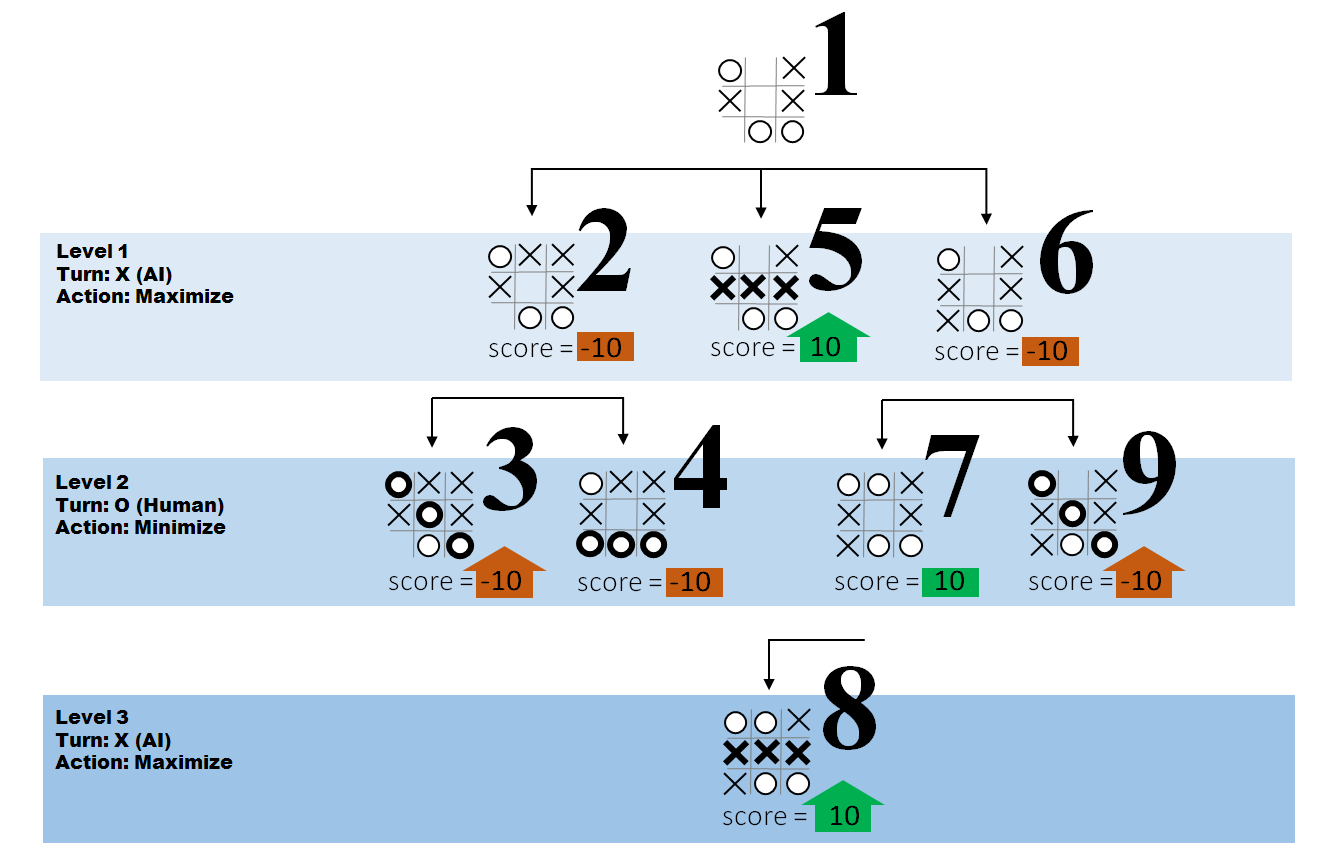 1
Level 1
Turn: X (AI)
Action: Maximize
2
score = -10
5
score = 10
6
score = -10
Level 2
Turn: O (Human)
Action: Minimize
3
score = -10
4
score = -10
7
score = 10
9
score = -10
Level 3
Turn: X (AI)
Action: Maximize
8
score = 10